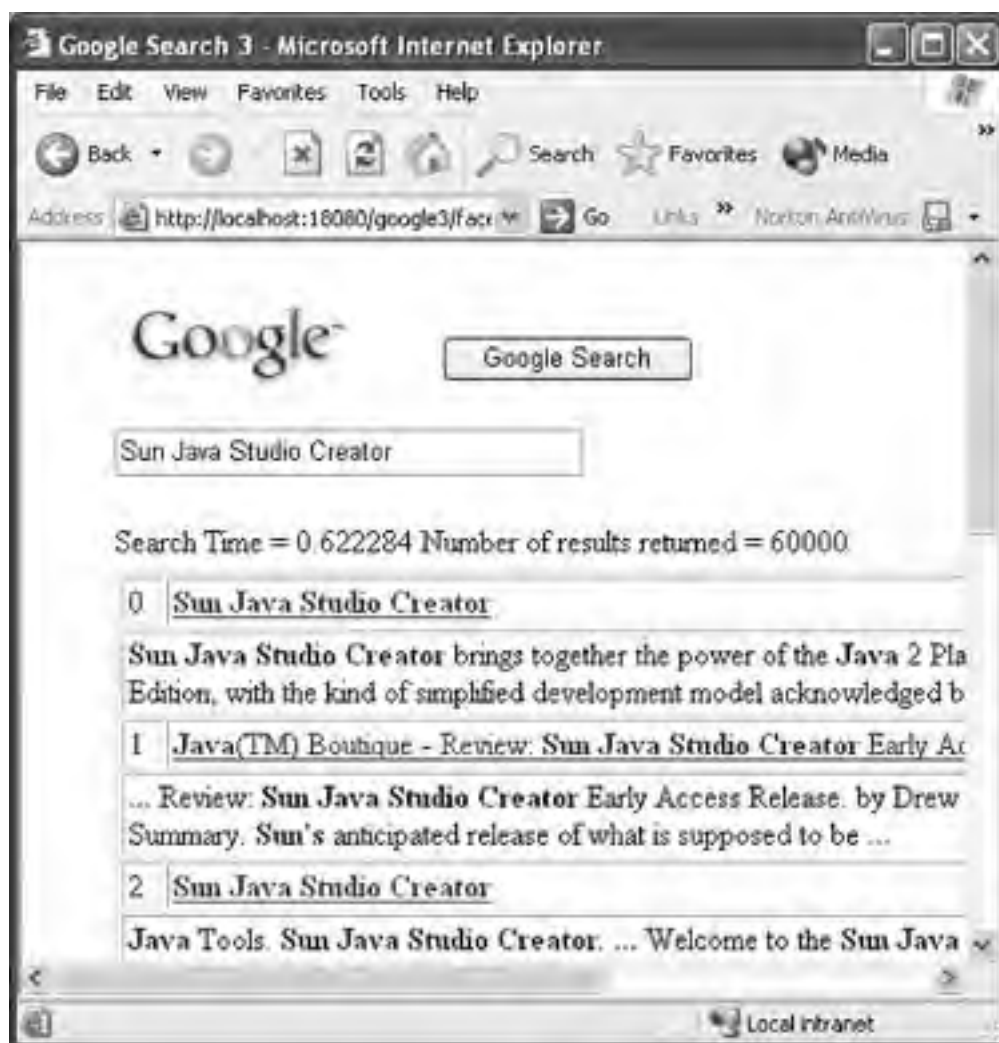 Google Search 3 - Microsoft Internet Explorer
File Edit View Favorites Tools Help
Back Search Favorites Media
Address http://localhost:18080/google3/face Go Links Norton AntiVirus
Google™ Google Search
Sun Java Studio Creator
Search Time = 0.622284 Number of results returned = 60000
0 Sun Java Studio Creator
Sun Java Studio Creator brings together the power of the Java 2 Pla
Edition, with the kind of simplified development model acknowledged b
1 Java(TM) Boutique - Review: Sun Java Studio Creator Early Ac
... Review: Sun Java Studio Creator Early Access Release. by Drew
Summary. Sun's anticipated release of what is supposed to be ...
2 Sun Java Studio Creator
Java Tools. Sun Java Studio Creator. ... Welcome to the Sun Java
Local intranet